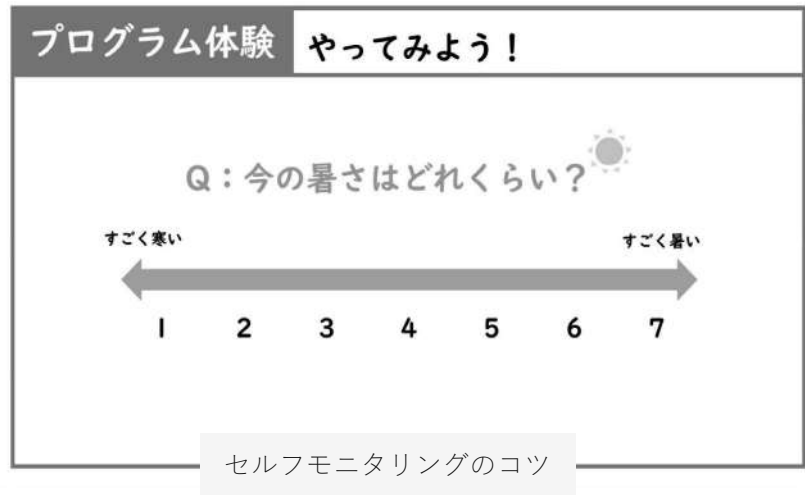 プログラム体験 やってみよう！
Q：今の暑さはどれくらい？
すごく寒い すごく暑い
1 2 3 4 5 6 7
セルフモニタリングのコツ